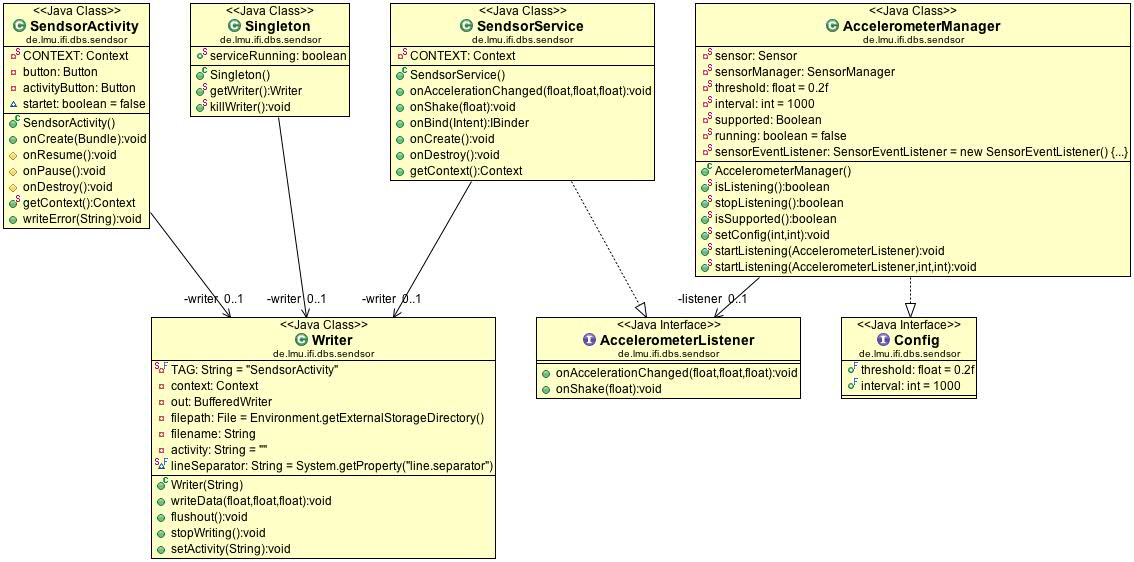 <<Java Class>>
SendsorActivity
de.lmu.ifi.dbs.sendsor
CONTEXT: Context
button: Button
activityButton: Button
startet: boolean = false
SendsorActivity()
onCreate(Bundle):void
onResume():void
onPause():void
onDestroy():void
getContext():Context
writeError(String):void
<<Java Class>>
Singleton
de.lmu.ifi.dbs.sendsor
serviceRunning: boolean
Singleton()
getWriter():Writer
killWriter():void
<<Java Class>>
SendsorService
de.lmu.ifi.dbs.sendsor
CONTEXT: Context
SendsorService()
onAccelerationChanged(float,float,float):void
onShake(float):void
onBind(Intent):IBinder
onCreate():void
onDestroy():void
getContext():Context
<<Java Class>>
AccelerometerManager
de.lmu.ifi.dbs.sendsor
sensor: Sensor
sensorManager: SensorManager
threshold: float = 0.2f
interval: int = 1000
supported: Boolean
running: boolean = false
sensorEventListener: SensorEventListener = new SensorEventListener() {...}
AccelerometerManager()
isListening():boolean
stopListening():boolean
isSupported():boolean
setConfig(int,int):void
startListening(AccelerometerListener):void
startListening(AccelerometerListener,int,int):void
-writer 0..1
-writer 0..1
-writer 0..1
-listener 0..1
<<Java Class>>
Writer
de.lmu.ifi.dbs.sendsor
TAG: String = "SendsorActivity"
context: Context
out: BufferedWriter
filepath: File = Environment.getExternalStorageDirectory()
filename: String
activity: String = ""
lineSeparator: String = System.getProperty("line.separator")
Writer(String)
writeData(float,float,float):void
flushout():void
stopWriting():void
setActivity(String):void
<<Java Interface>>
AccelerometerListener
de.lmu.ifi.dbs.sendsor
onAccelerationChanged(float,float,float):void
onShake(float):void
<<Java Interface>>
Config
de.lmu.ifi.dbs.sendsor
threshold: float = 0.2f
interval: int = 1000